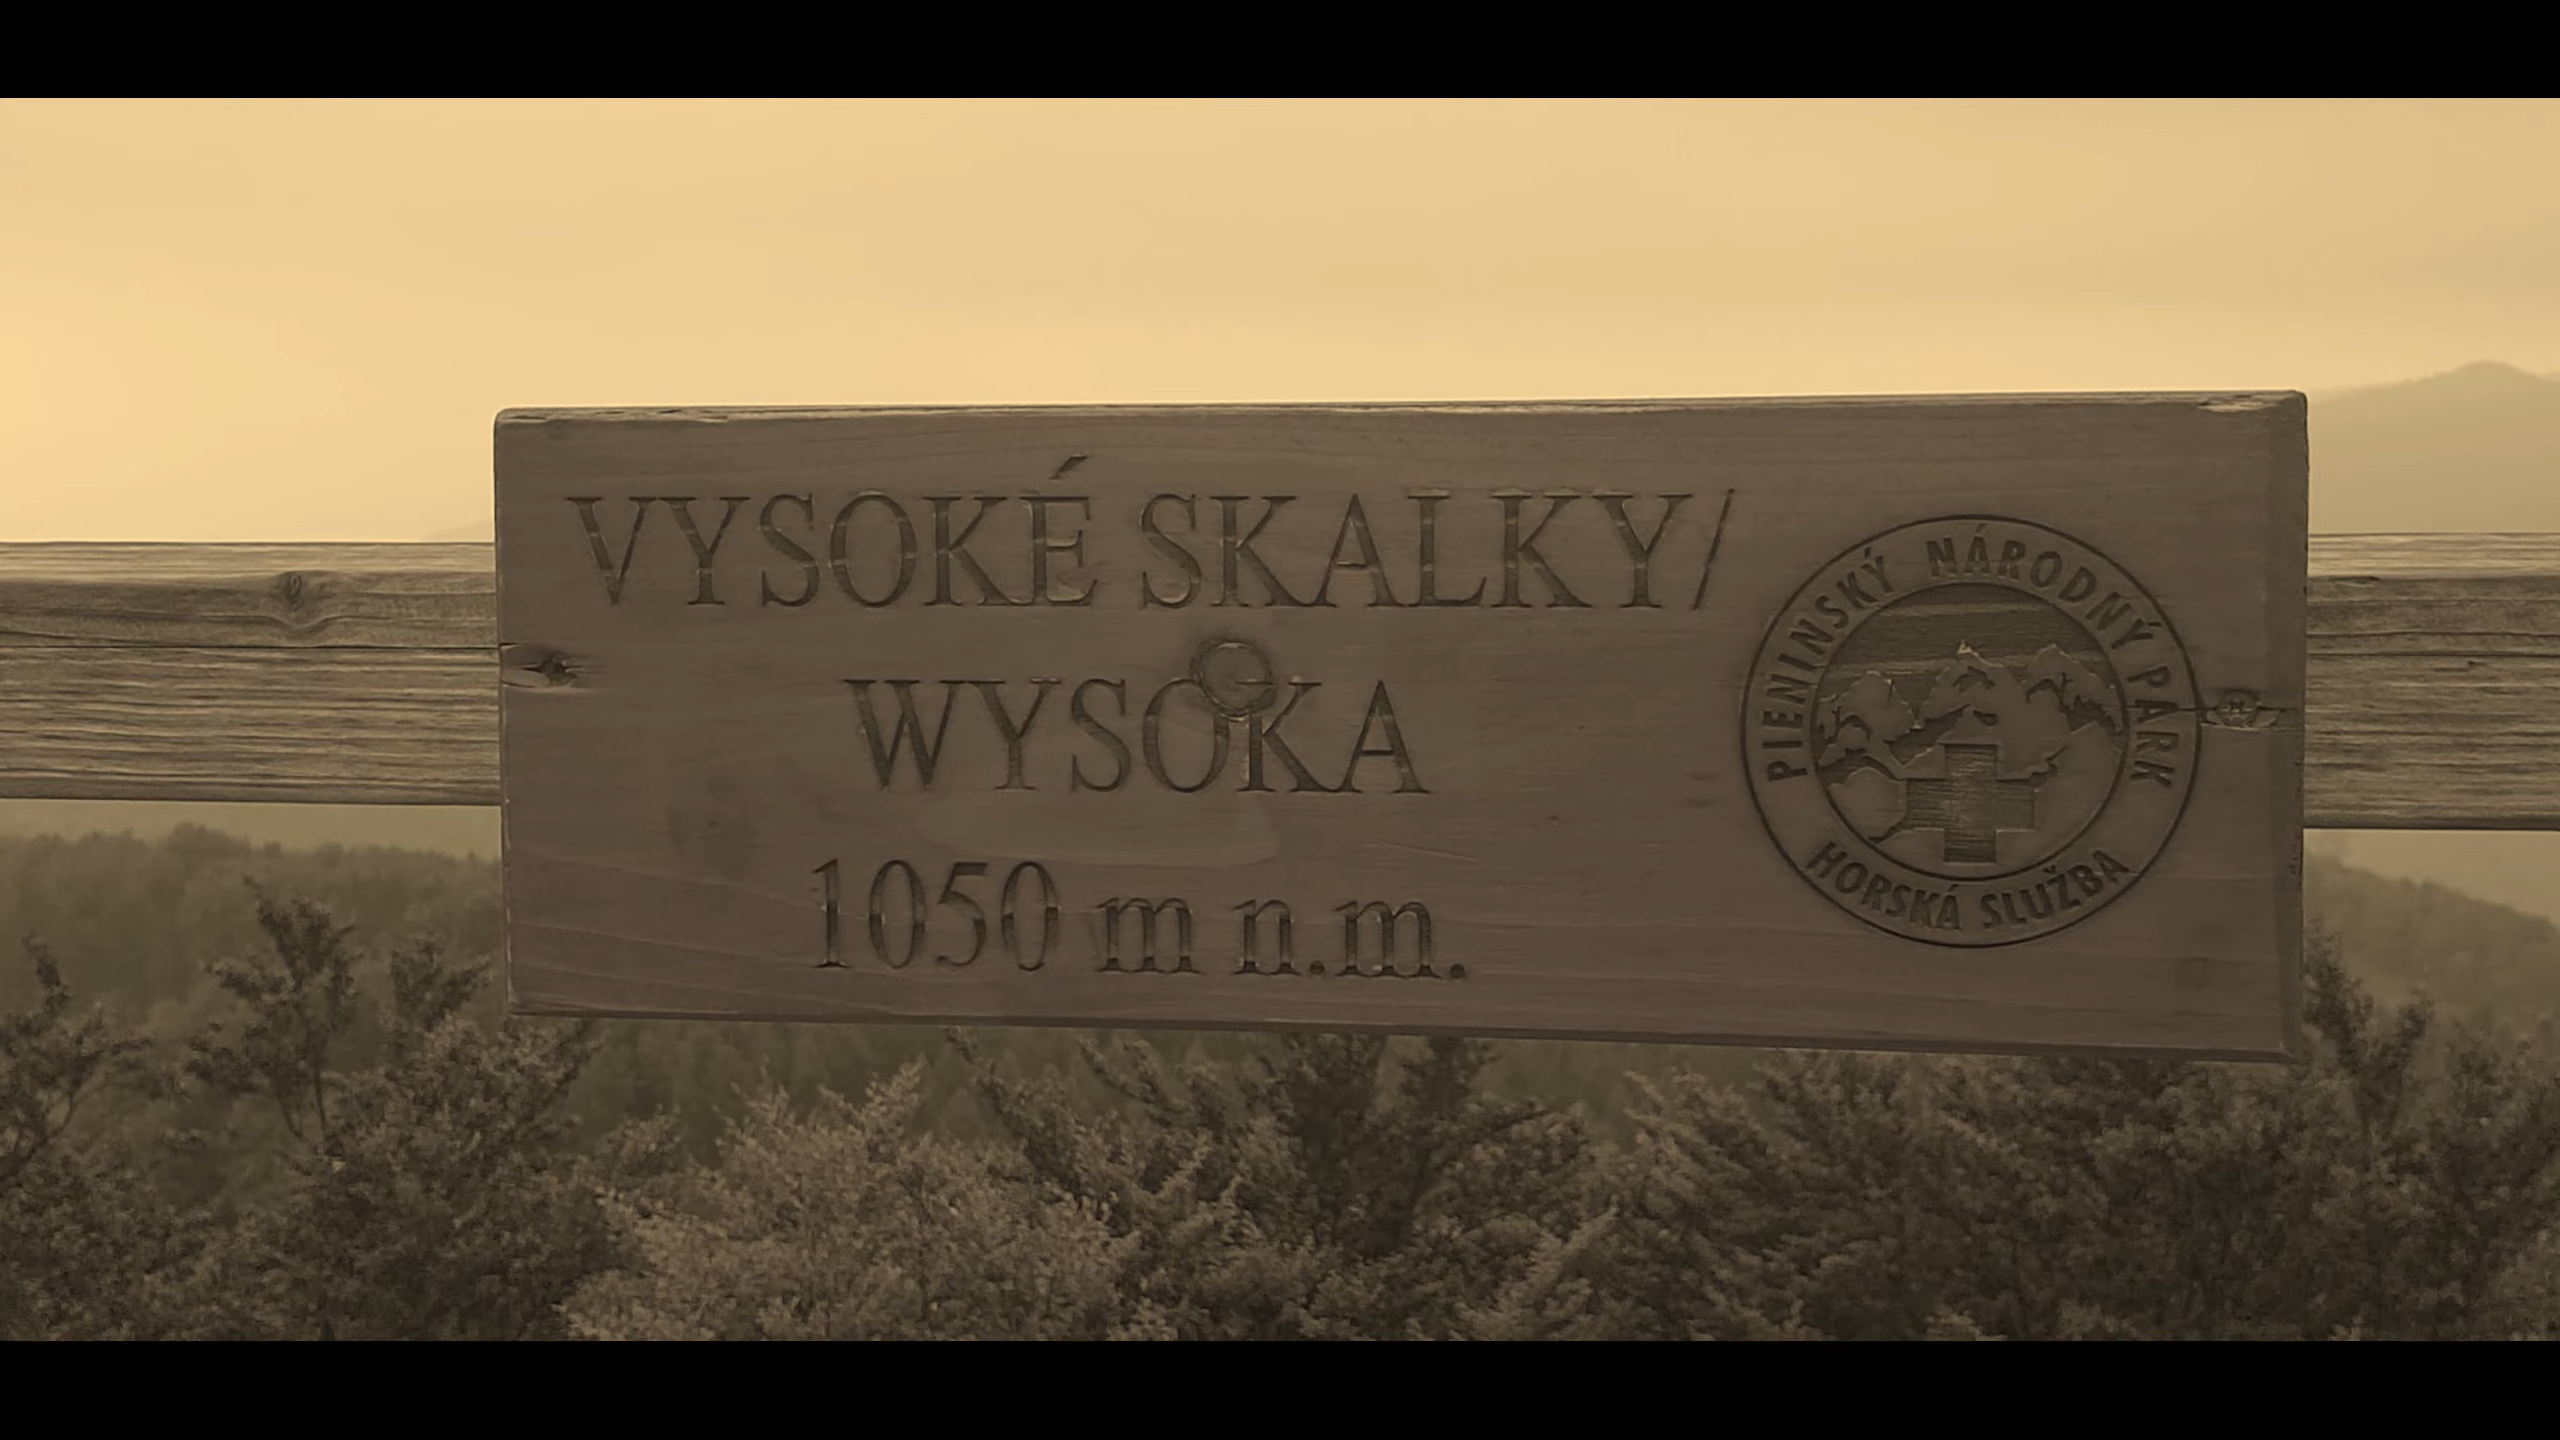 VYSOKÉ SKALKY/
WYSOKA
1050 m n.m.
PIENINSKÝ NÁRODNÝ PARK
HORSKÁ SLUŽBA